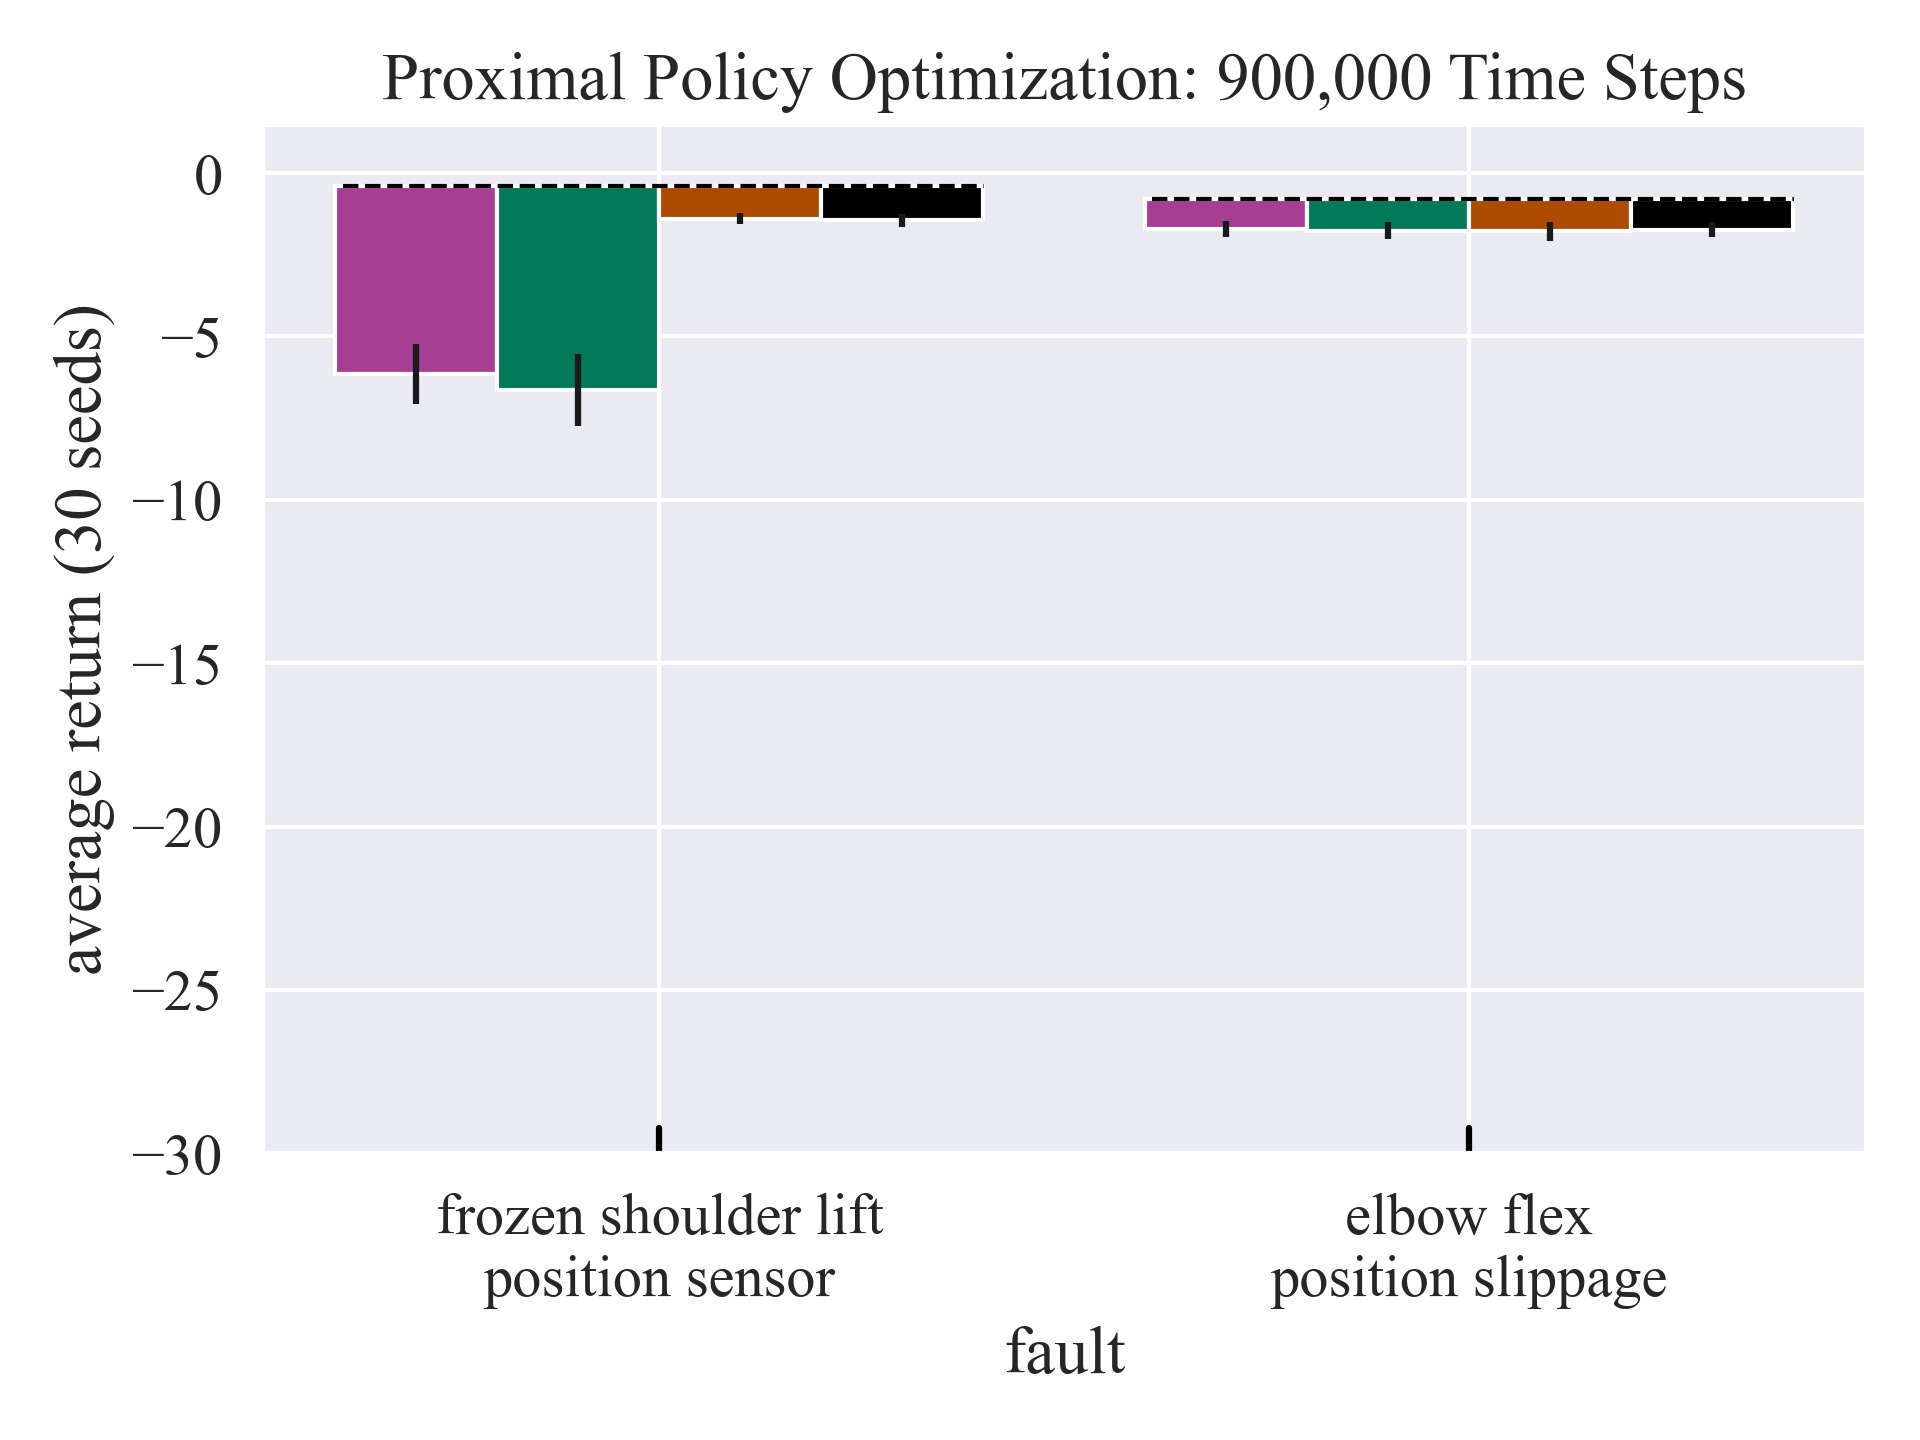 Proximal Policy Optimization: 900,000 Time Steps
average return (30 seeds)
0
−5
−10
−15
−20
−25
−30
frozen shoulder lift
position sensor
elbow flex
position slippage
fault